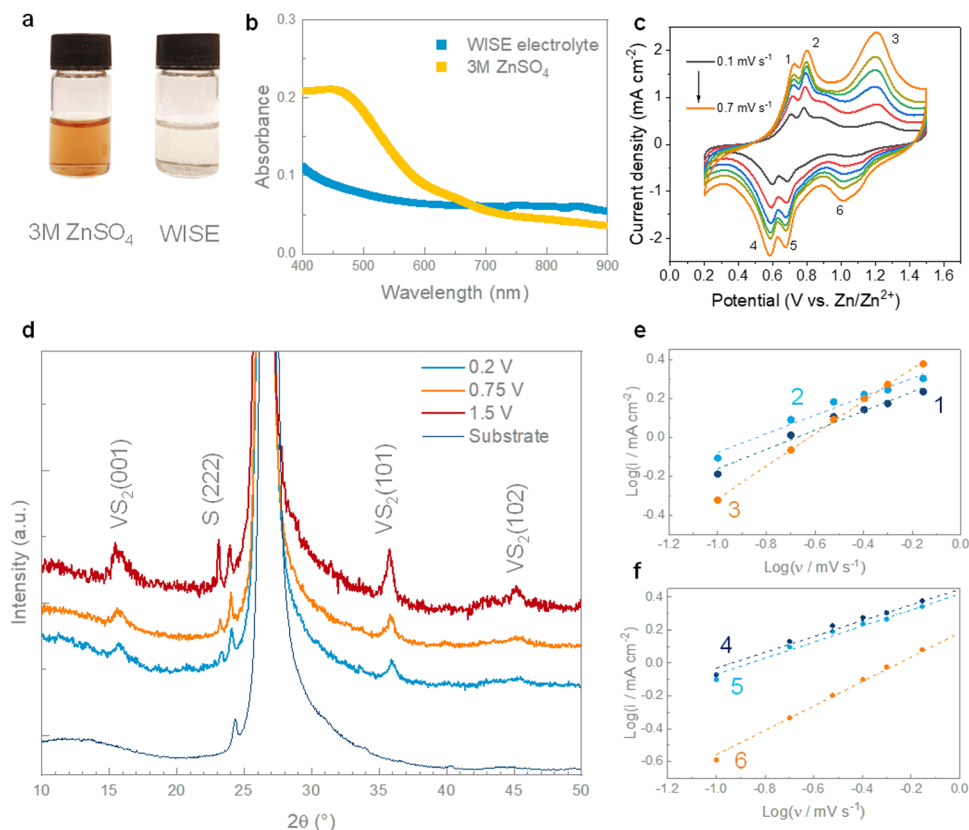 a
3M ZnSO₄
WISE
b
WISE electrolyte
3M ZnSO₄
Absorbance
0.3
0.2
0.1
0.0
400 500 600 700 800 900
Wavelength (nm)
c
0.1 mV s⁻¹
0.7 mV s⁻¹
1
2
3
4
5
6
Current density (mA cm⁻²)
2
1
0
-1
-2
0.2 0.4 0.6 0.8 1.0 1.2 1.4 1.6
Potential (V vs. Zn/Zn²⁺)
d
0.2 V
0.75 V
1.5 V
Substrate
VS₂(001)
S (222)
VS₂(101)
VS₂(102)
Intensity (a.u.)
10 15 20 25 30 35 40 45 50
2θ (°)
e
Log(i / mA cm⁻²)
0.4
0.2
0.0
-0.2
-0.4
2
1
3
-1.2 -1.0 -0.8 -0.6 -0.4 -0.2 0.0
Log(ν / mV s⁻¹)
f
Log(i / mA cm⁻²)
0.4
0.2
0.0
-0.2
-0.4
-0.6
4
5
6
-1.2 -1.0 -0.8 -0.6 -0.4 -0.2 0.0
Log(ν / mV s⁻¹)